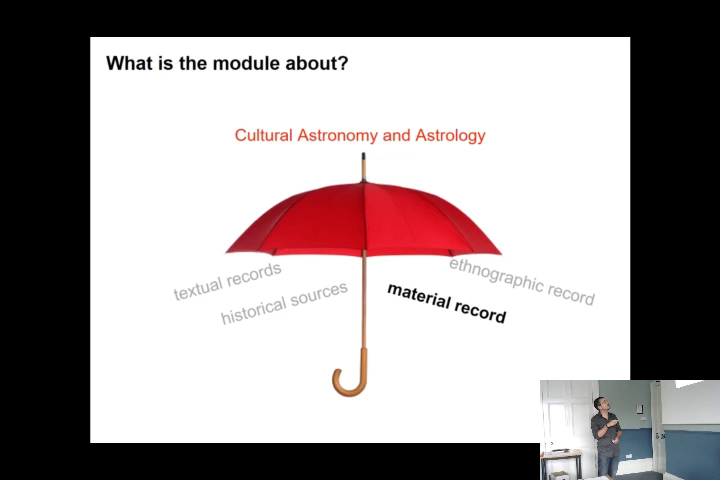 What is the module about?
Cultural Astronomy and Astrology
textual records
ethnographic record
historical sources
material record